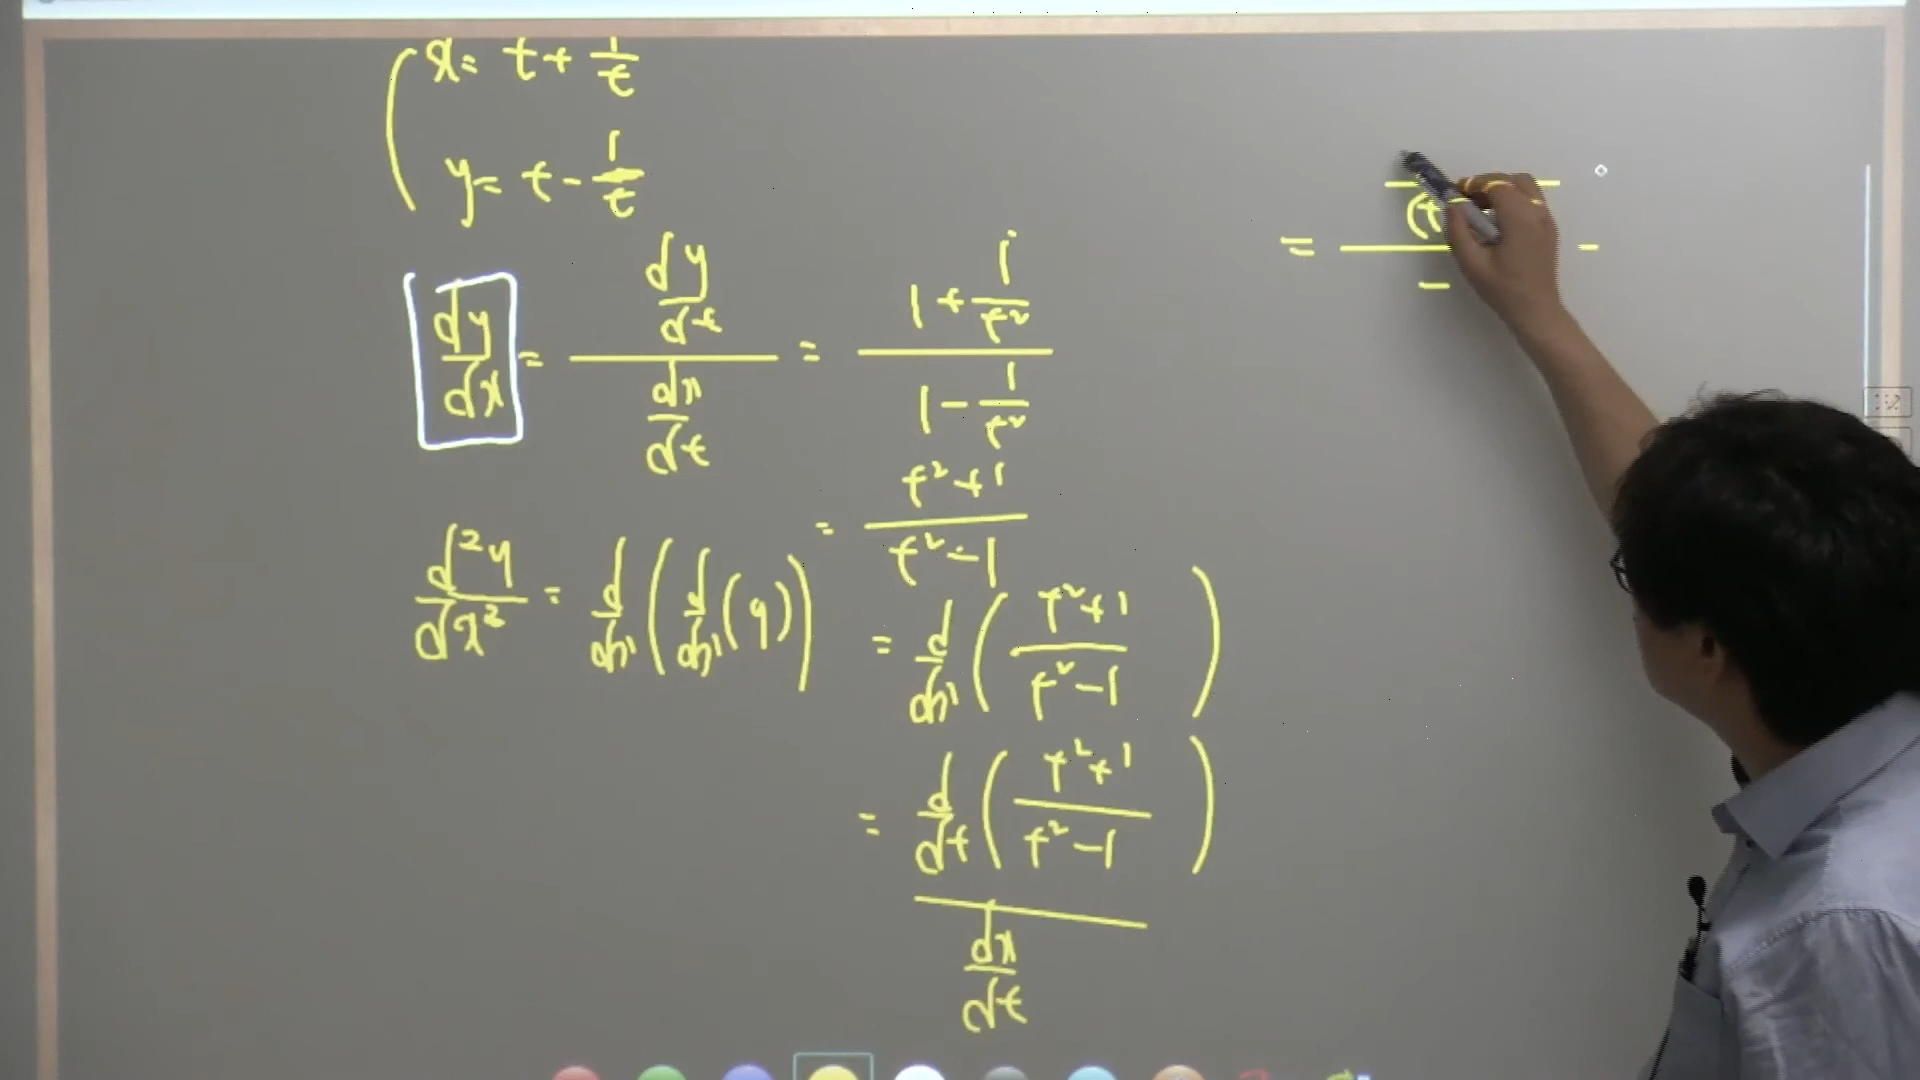 x = t + 1/t
y = t - 1/t
dy/dx = (dy/dt)/(dx/dt) = (1 + 1/t²)/(1 - 1/t²)
= (t²+1)/(t²-1)
d²y/dx² = d/dx(d/dx(y)) = d/dx((t²+1)/(t²-1))
= (d/dt((t²+1)/(t²-1)))/(dx/dt)
=